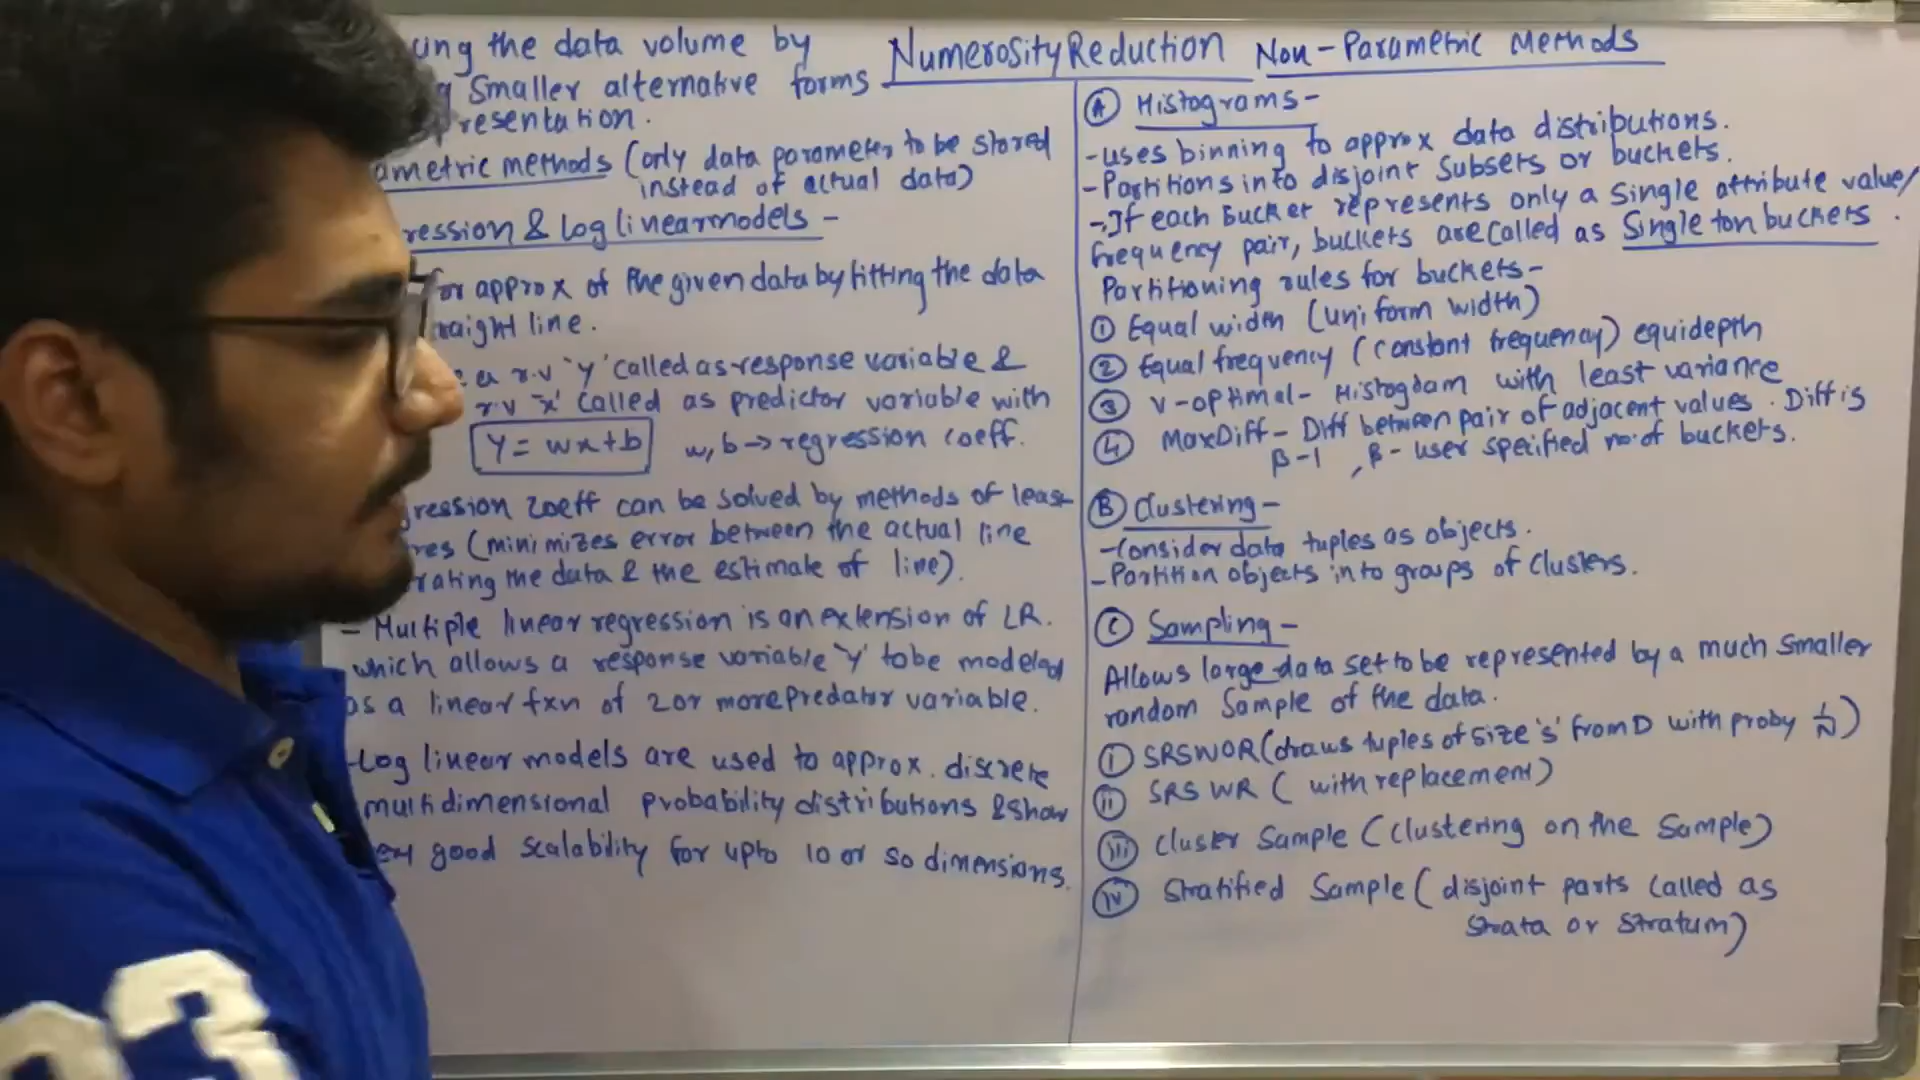 Numerosity Reduction
ung the data volume by
g smaller alternative forms
presentation.
ametric methods (only data parameters to be stored
instead of actual data)
ression & log linear models -
for approx of the given data by fitting the data
raight line.
a r.v 'y' called as response variable &
r.v 'x' called as predictor variable with
Y = wx+b w, b → regression coeff.
gression coeff can be solved by methods of least
res (minimizes error between the actual line
rating the data & the estimate of line).
- Multiple linear regression is an extension of LR.
which allows a response variable 'y' to be modeled
as a linear fxn of 2 or more predator variable.
-Log linear models are used to approx. discrete
multidimensional probability distributions & show
very good scalability for upto 10 or so dimensions.
Non-Parametric Methods
A Histograms-
-uses binning to approx data distributions.
-Partitions into disjoint subsets or buckets.
-If each Bucket represents only a single attribute value/
frequency pair, buckets are called as Singleton buckets.
Partitioning rules for buckets-
① Equal width (uniform width)
② Equal frequency (constant frequency) equidepth
③ V-optimal- Histogram with least variance
④ MaxDiff- Diff between pair of adjacent values. Diff is
β-1, β- user specified no. of buckets.
B Clustering-
-Consider data tuples as objects.
-Partition objects into groups of clusters.
C Sampling-
Allows large data set to be represented by a much smaller
random sample of the data.
i SRSWOR (draws tuples of size 's' from D with proby 1/N)
ii SRSWR ( with replacement)
iii Cluster Sample (clustering on the sample)
iv Stratified Sample ( disjoint parts called as
Strata or Stratum)
23